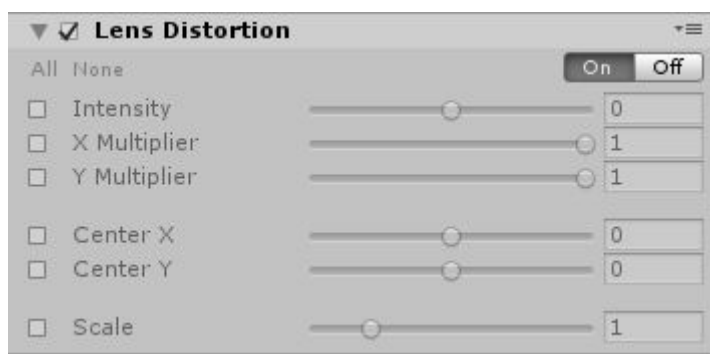 Lens Distortion
All None On Off
Intensity 0
X Multiplier 1
Y Multiplier 1
Center X 0
Center Y 0
Scale 1